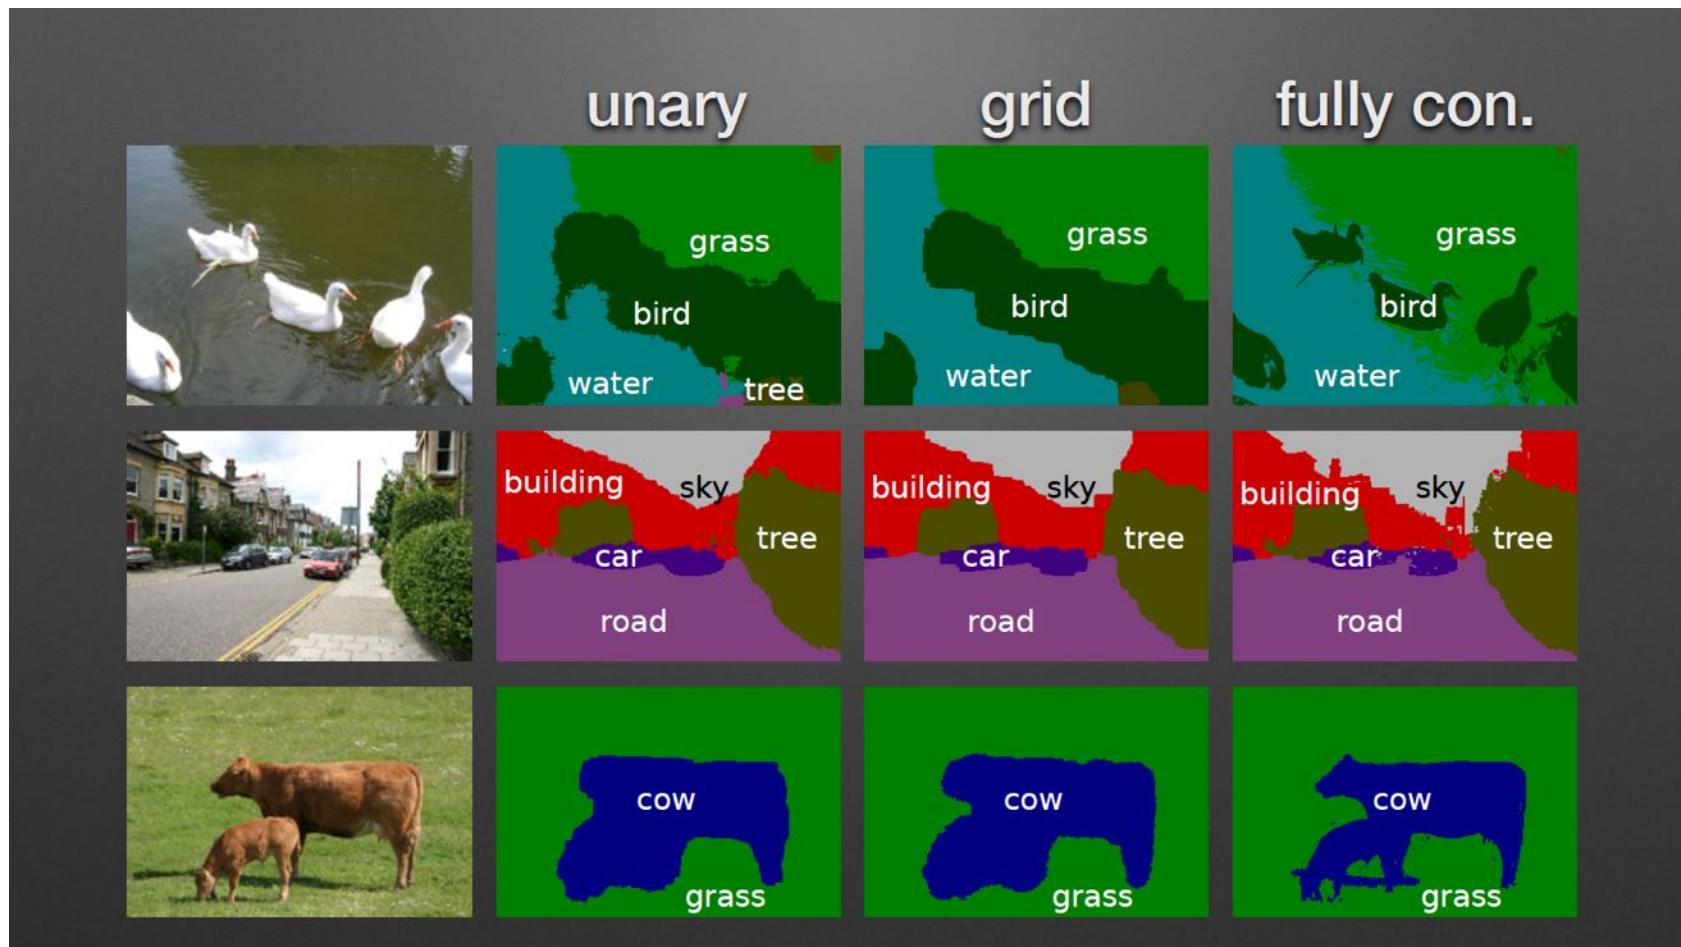 unary grid fully con.
grass
bird
water
tree
grass
bird
water
grass
bird
water
building
sky
tree
car
road
building
sky
tree
car
road
building
sky
tree
car
road
cow
grass
cow
grass
cow
grass